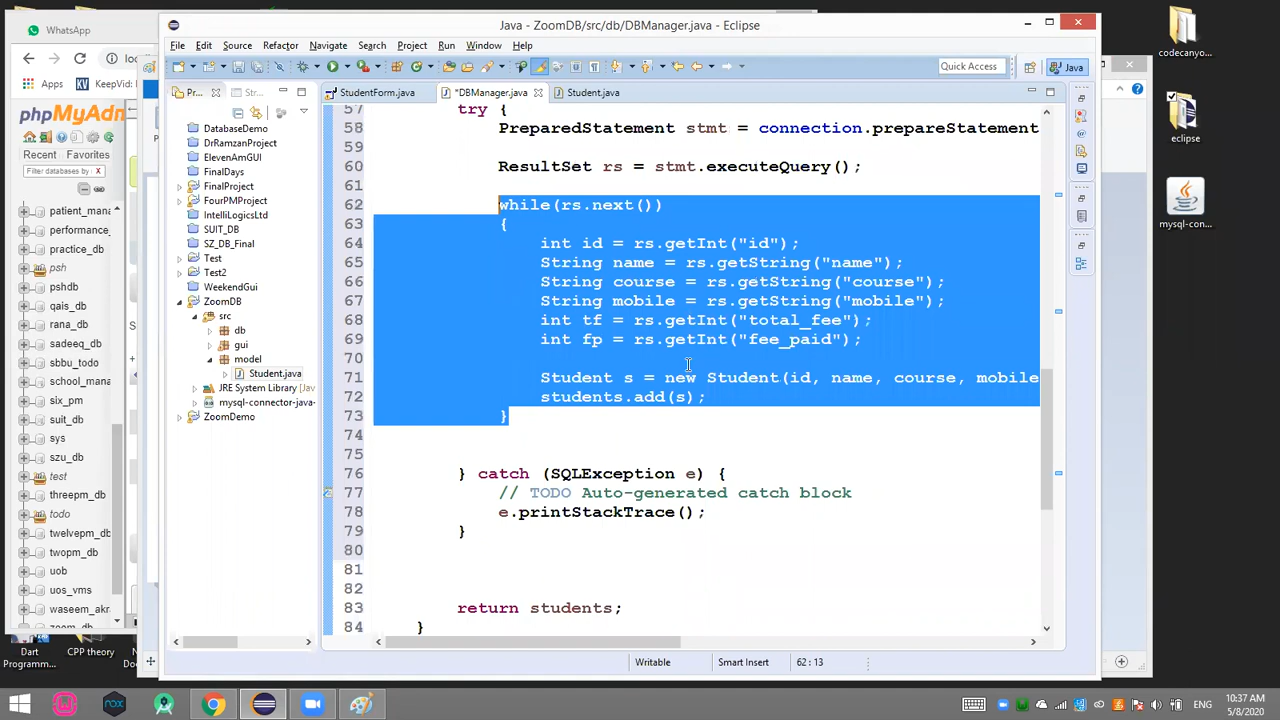 WhatsApp
Java - ZoomDB/src/db/DBManager.java - Eclipse
File Edit Source Refactor Navigate Search Project Run Window Help
Apps KeepVid:
Quick Access Java
phpMyAdm
Recent Favorites
Filter databases b X
patient_mana
performance_
practice_db
psh
pshdb
qais_db
rana_db
sadeeq_db
sbbu_todo
school_mana
six_pm
suit_db
sys
szu_db
test
threepm_db
todo
twelvepm_db
twopm_db
uob
uos_vms
waseem_akr
Pr... Str...
DatabaseDemo
DrRamzanProject
ElevenAmGUI
FinalDays
FinalProject
FourPMProject
IntelliLogicsLtd
SUIT_DB
SZ_DB_Final
Test
Test2
WeekendGui
ZoomDB
src
db
gui
model
Student.java
JRE System Library [Jav
mysql-connector-java-
ZoomDemo
StudentForm.java *DBManager.java Student.java
57 try {
58 PreparedStatement stmt = connection.prepareStatement
59
60 ResultSet rs = stmt.executeQuery();
61
62 while(rs.next())
63 {
64 int id = rs.getInt("id");
65 String name = rs.getString("name");
66 String course = rs.getString("course");
67 String mobile = rs.getString("mobile");
68 int tf = rs.getInt("total_fee");
69 int fp = rs.getInt("fee_paid");
70
71 Student s = new Student(id, name, course, mobile
72 students.add(s);
73 }
74
75
76 } catch (SQLException e) {
77 // TODO Auto-generated catch block
78 e.printStackTrace();
79 }
80
81
82
83 return students;
84 }
Writable Smart Insert 62 : 13
codecanyo...
eclipse
mysql-conn...
Dart Programm...
CPP theory
ENG
10:37 AM
5/8/2020